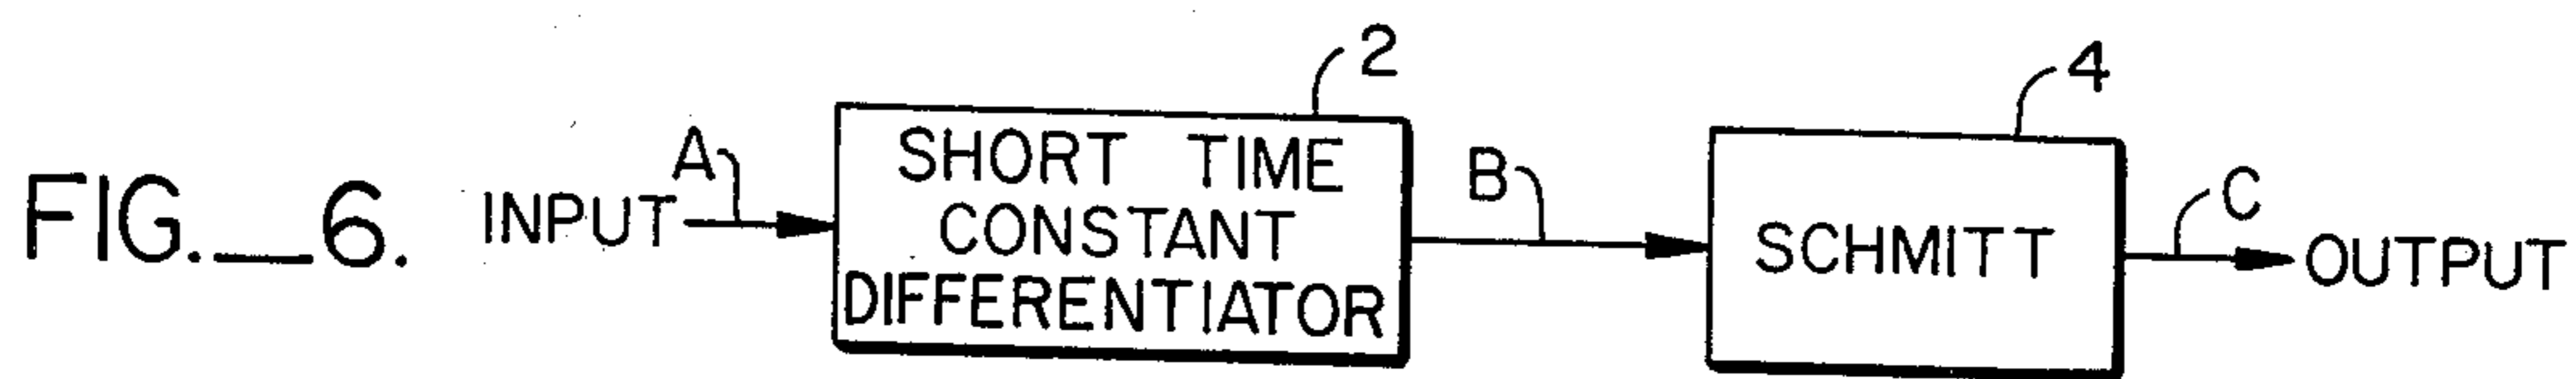 FIG._6.
INPUT
A
2
SHORT TIME
CONSTANT
DIFFERENTIATOR
B
4
SCHMITT
C
OUTPUT